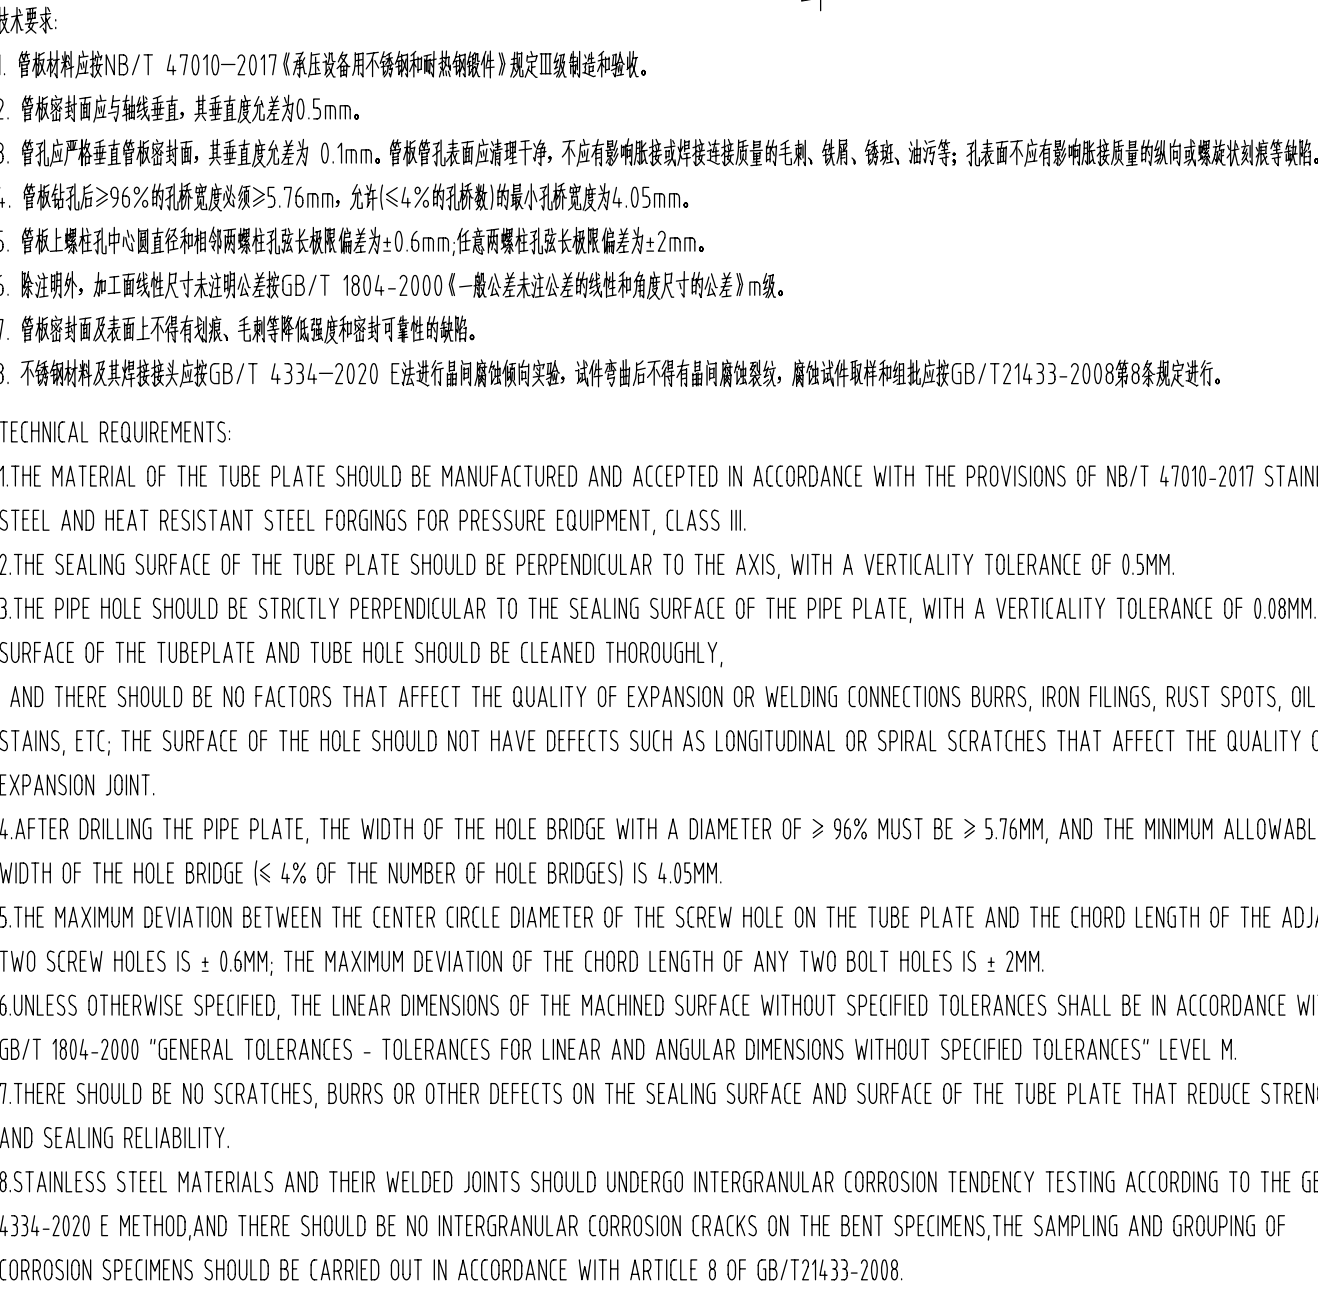 技术要求:
1. 管板材料应按NB/T 47010—2017《承压设备用不锈钢和耐热钢锻件》规定Ⅲ级制造和验收。
2. 管板密封面应与轴线垂直，其垂直度允差为0.5mm。
3. 管孔应严格垂直管板密封面，其垂直度允差为 0.1mm。管板管孔表面应清理干净，不应有影响胀接或焊接连接质量的毛刺、铁屑、锈斑、油污等；孔表面不应有影响胀接质量的纵向或螺旋状刻痕等缺陷。
4. 管板钻孔后≥96%的孔桥宽度必须≥5.76mm，允许(≤4%的孔桥数)的最小孔桥宽度为4.05mm。
5. 管板上螺柱孔中心圆直径和相邻两螺柱孔弦长极限偏差为±0.6mm;任意两螺柱孔弦长极限偏差为±2mm。
6. 除注明外，加工面线性尺寸未注明公差按GB/T 1804-2000《一般公差未注公差的线性和角度尺寸的公差》m级。
7. 管板密封面及表面上不得有划痕、毛刺等降低强度和密封可靠性的缺陷。
8. 不锈钢材料及其焊接接头应按GB/T 4334—2020 E法进行晶间腐蚀倾向实验，试件弯曲后不得有晶间腐蚀裂纹，腐蚀试件取样和组批应按GB/T21433-2008第8条规定进行。
TECHNICAL REQUIREMENTS:
1.THE MATERIAL OF THE TUBE PLATE SHOULD BE MANUFACTURED AND ACCEPTED IN ACCORDANCE WITH THE PROVISIONS OF NB/T 47010-2017
STEEL AND HEAT RESISTANT STEEL FORGINGS FOR PRESSURE EQUIPMENT, CLASS III.
2.THE SEALING SURFACE OF THE TUBE PLATE SHOULD BE PERPENDICULAR TO THE AXIS, WITH A VERTICALITY TOLERANCE OF 0.5MM.
3.THE PIPE HOLE SHOULD BE STRICTLY PERPENDICULAR TO THE SEALING SURFACE OF THE PIPE PLATE, WITH A VERTICALITY TOLERANCE OF 0.08MM.
SURFACE OF THE TUBEPLATE AND TUBE HOLE SHOULD BE CLEANED THOROUGHLY,
AND THERE SHOULD BE NO FACTORS THAT AFFECT THE QUALITY OF EXPANSION OR WELDING CONNECTIONS BURRS, IRON FILINGS, RUST SPOTS, OIL
STAINS, ETC; THE SURFACE OF THE HOLE SHOULD NOT HAVE DEFECTS SUCH AS LONGITUDINAL OR SPIRAL SCRATCHES THAT AFFECT THE QUALITY
EXPANSION JOINT.
4.AFTER DRILLING THE PIPE PLATE, THE WIDTH OF THE HOLE BRIDGE WITH A DIAMETER OF ≥ 96% MUST BE ≥ 5.76MM, AND THE MINIMUM ALLOWABL
WIDTH OF THE HOLE BRIDGE (≤ 4% OF THE NUMBER OF HOLE BRIDGES) IS 4.05MM.
5.THE MAXIMUM DEVIATION BETWEEN THE CENTER CIRCLE DIAMETER OF THE SCREW HOLE ON THE TUBE PLATE AND THE CHORD LENGTH OF THE
TWO SCREW HOLES IS ± 0.6MM; THE MAXIMUM DEVIATION OF THE CHORD LENGTH OF ANY TWO BOLT HOLES IS ± 2MM.
6.UNLESS OTHERWISE SPECIFIED, THE LINEAR DIMENSIONS OF THE MACHINED SURFACE WITHOUT SPECIFIED TOLERANCES SHALL BE IN ACCORDANCE
GB/T 1804-2000 "GENERAL TOLERANCES - TOLERANCES FOR LINEAR AND ANGULAR DIMENSIONS WITHOUT SPECIFIED TOLERANCES" LEVEL M.
7.THERE SHOULD BE NO SCRATCHES, BURRS OR OTHER DEFECTS ON THE SEALING SURFACE AND SURFACE OF THE TUBE PLATE THAT REDUCE
AND SEALING RELIABILITY.
8.STAINLESS STEEL MATERIALS AND THEIR WELDED JOINTS SHOULD UNDERGO INTERGRANULAR CORROSION TENDENCY TESTING ACCORDING TO THE
4334-2020 E METHOD,AND THERE SHOULD BE NO INTERGRANULAR CORROSION CRACKS ON THE BENT SPECIMENS,THE SAMPLING AND GROUPING OF
CORROSION SPECIMENS SHOULD BE CARRIED OUT IN ACCORDANCE WITH ARTICLE 8 OF GB/T21433-2008.